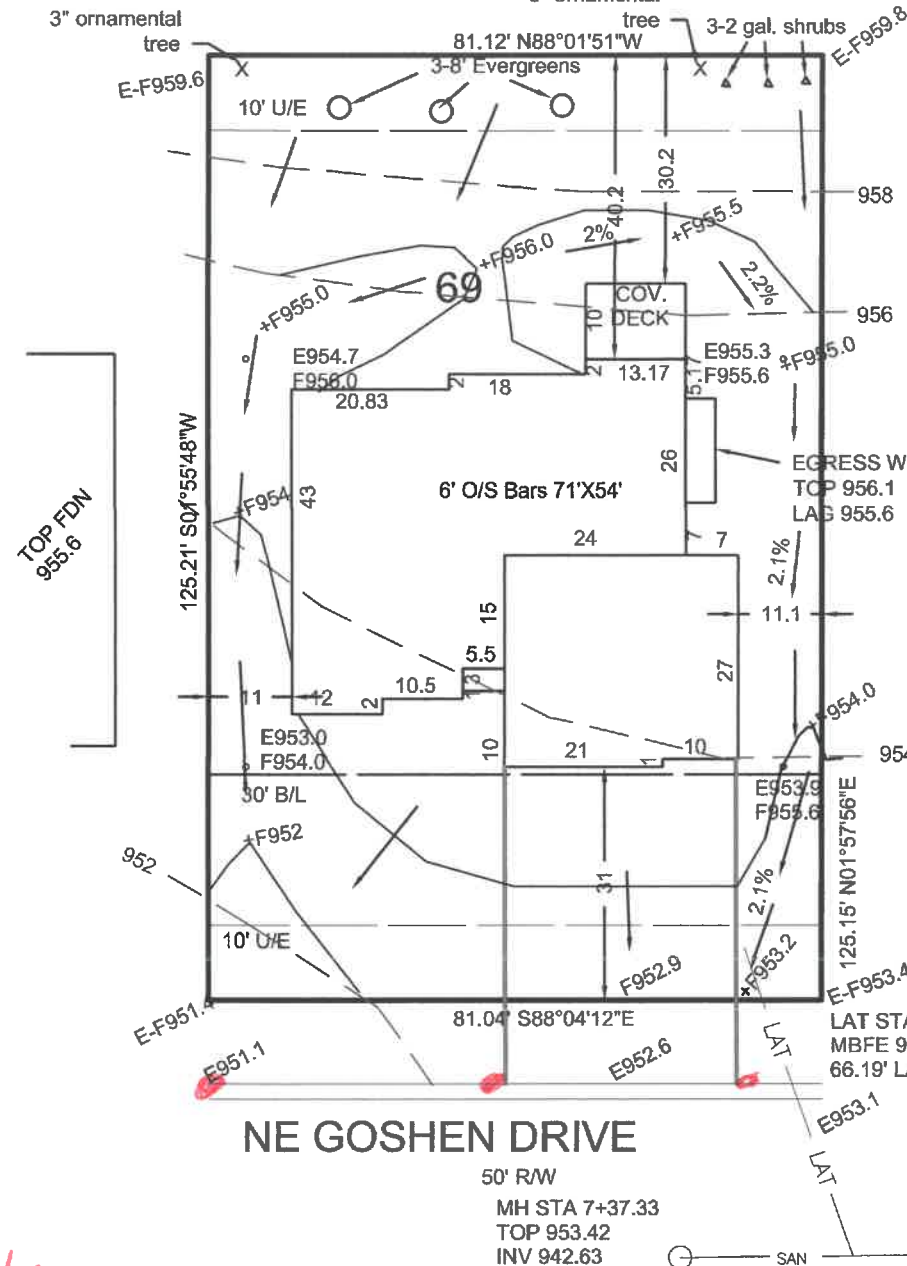 3" ornamental
tree
tree
3-2 gal. shrubs
E-F959.8
81.12' N88°01'51"W
E-F959.6
3-8' Evergreens
10' U/E
40.2
30.2
958
+F956.0
2%
+F955.5
69
2.2%
+F955.0
COV.
DECK
10
956
E954.7
F956.0
E955.3
F955.6
+F955.0
20.83
2
18
2
13.17
5.17
TOP FDN
955.6
125.21' S01°55'48"W
43
6' O/S Bars 71'X54'
26
EGRESS W
TOP 956.1
LAG 955.6
+F954
24
7
7
2.1%
15
11.1
5.5
3
1
11
12
2
10.5
27
+F954.0
E953.0
F954.0
10
21
1
10
954
30' B/L
E953.9
F955.6
+F952
952
31
2.1%
125.15' N01°57'56"E
10' U/E
F952.9
F953.2
E-F951.4
81.04' S88°04'12"E
E-F953.4
LAT STA
MBFE 9
66.19' LA
E951.1
E952.6
LAT
E953.1
NE GOSHEN DRIVE
50' R/W
LAT
MH STA 7+37.33
TOP 953.42
INV 942.63
SAN